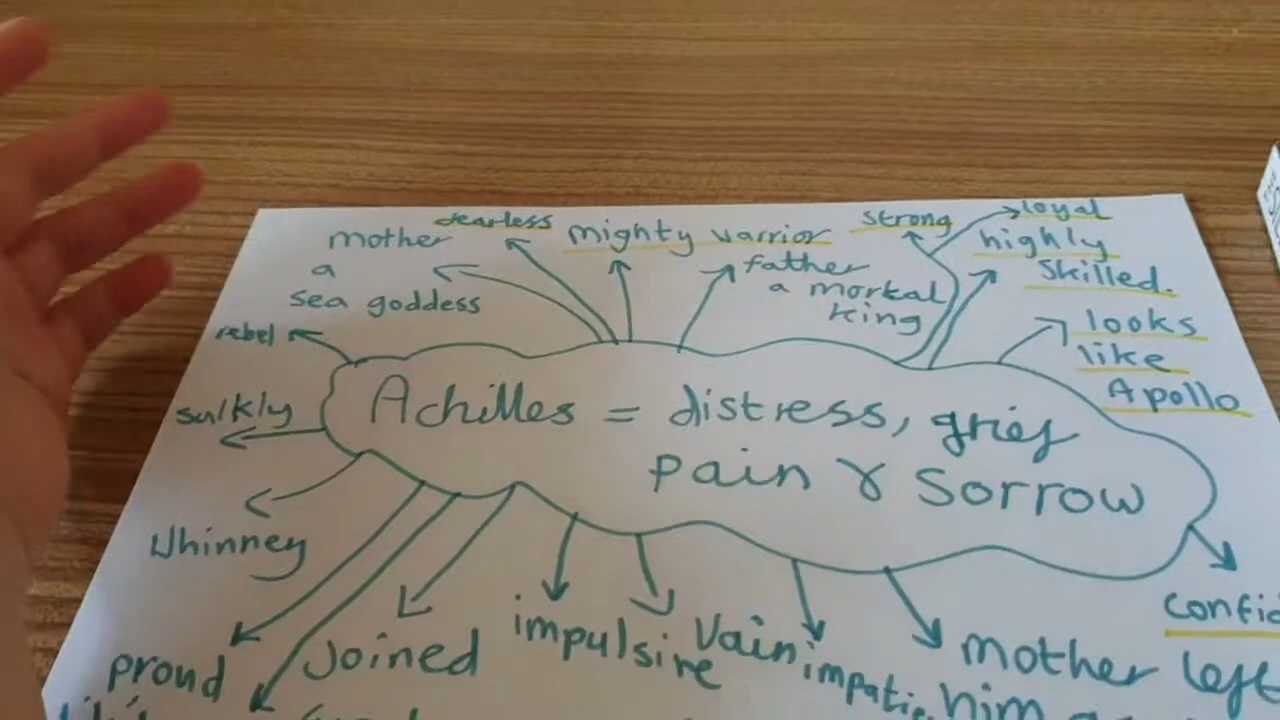 fearless
mighty warrior
strong
loyal
mother
a
sea goddess
father
a mortal
king
highly
skilled.
rebel
looks
like
Apollo
sulkly
Achilles = distress, grief
pain & Sorrow
Whinney
impulsive
Vain
Joined
proud
mother left
him